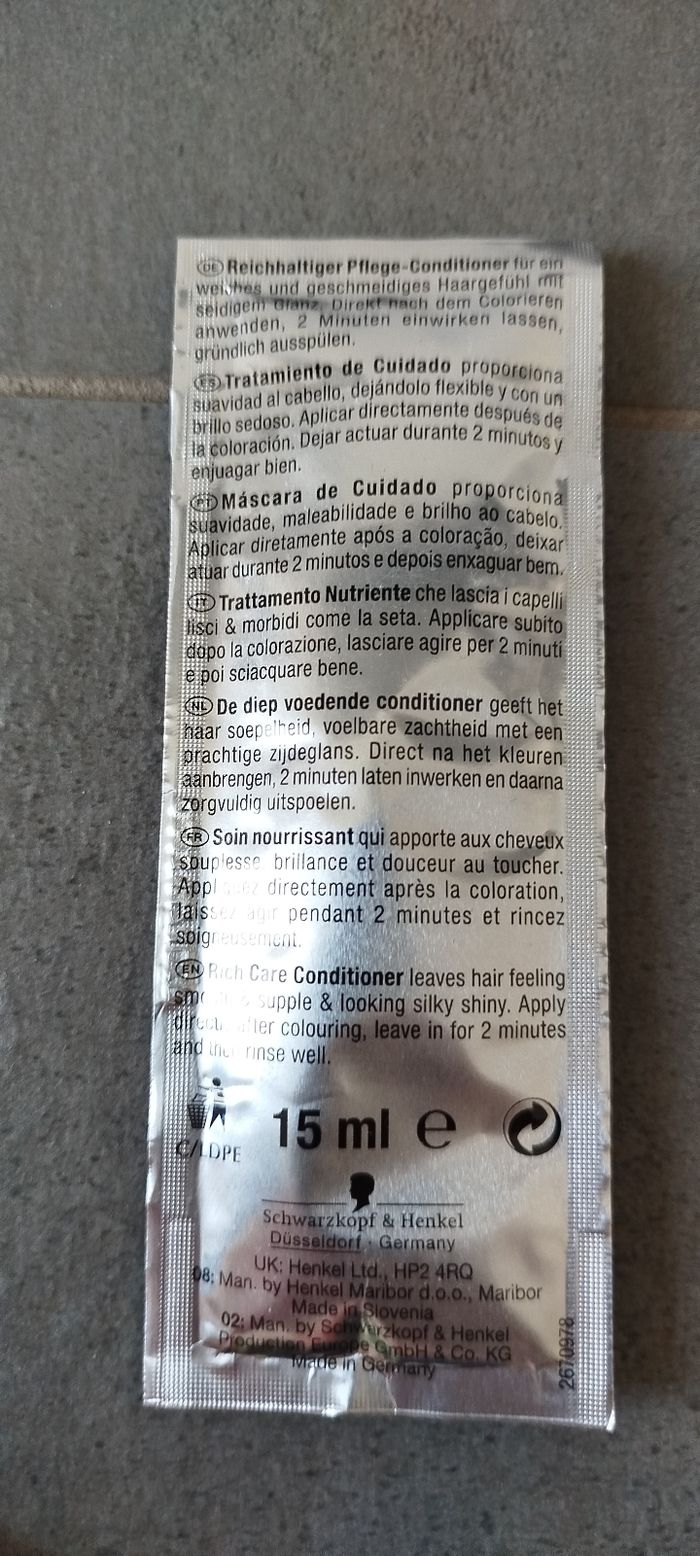 DE Reichhaltiger Pflege-Conditioner für ein
weiches und geschmeidiges Haargefühl mit
seidigem Glanz. Direkt nach dem Colorieren
anwenden, 2 Minuten einwirken lassen,
gründlich ausspülen.
ES Tratamiento de Cuidado proporciona
suavidad al cabello, dejándolo flexible y con un
brillo sedoso. Aplicar directamente después de
la coloración. Dejar actuar durante 2 minutos y
enjuagar bien.
PT Máscara de Cuidado proporciona
suavidade, maleabilidade e brilho ao cabelo.
Aplicar diretamente após a coloração, deixar
atuar durante 2 minutos e depois enxaguar bem.
IT Trattamento Nutriente che lascia i capelli
lisci & morbidi come la seta. Applicare subito
dopo la colorazione, lasciare agire per 2 minuti
e poi sciacquare bene.
NL De diep voedende conditioner geeft het
haar soepelheid, voelbare zachtheid met een
prachtige zijdeglans. Direct na het kleuren
aanbrengen, 2 minuten laten inwerken en daarna
zorgvuldig uitspoelen.
FR Soin nourrissant qui apporte aux cheveux
souplesse brillance et douceur au toucher.
directement après la coloration,
laissez agir pendant 2 minutes et rincez
soigneusement.
EN Rich Care Conditioner leaves hair feeling
supple & looking silky shiny. Apply
after colouring, leave in for 2 minutes
and then rinse well.
C/LDPE
15 ml e
Schwarzkopf & Henkel
Düsseldorf · Germany
UK: Henkel Ltd., HP2 4RQ
08: Man. by Henkel Maribor d.o.o., Maribor
Made in Slovenia
02: Man. by Schwarzkopf & Henkel
Production Europe GmbH & Co. KG
Made in Germany
2670978